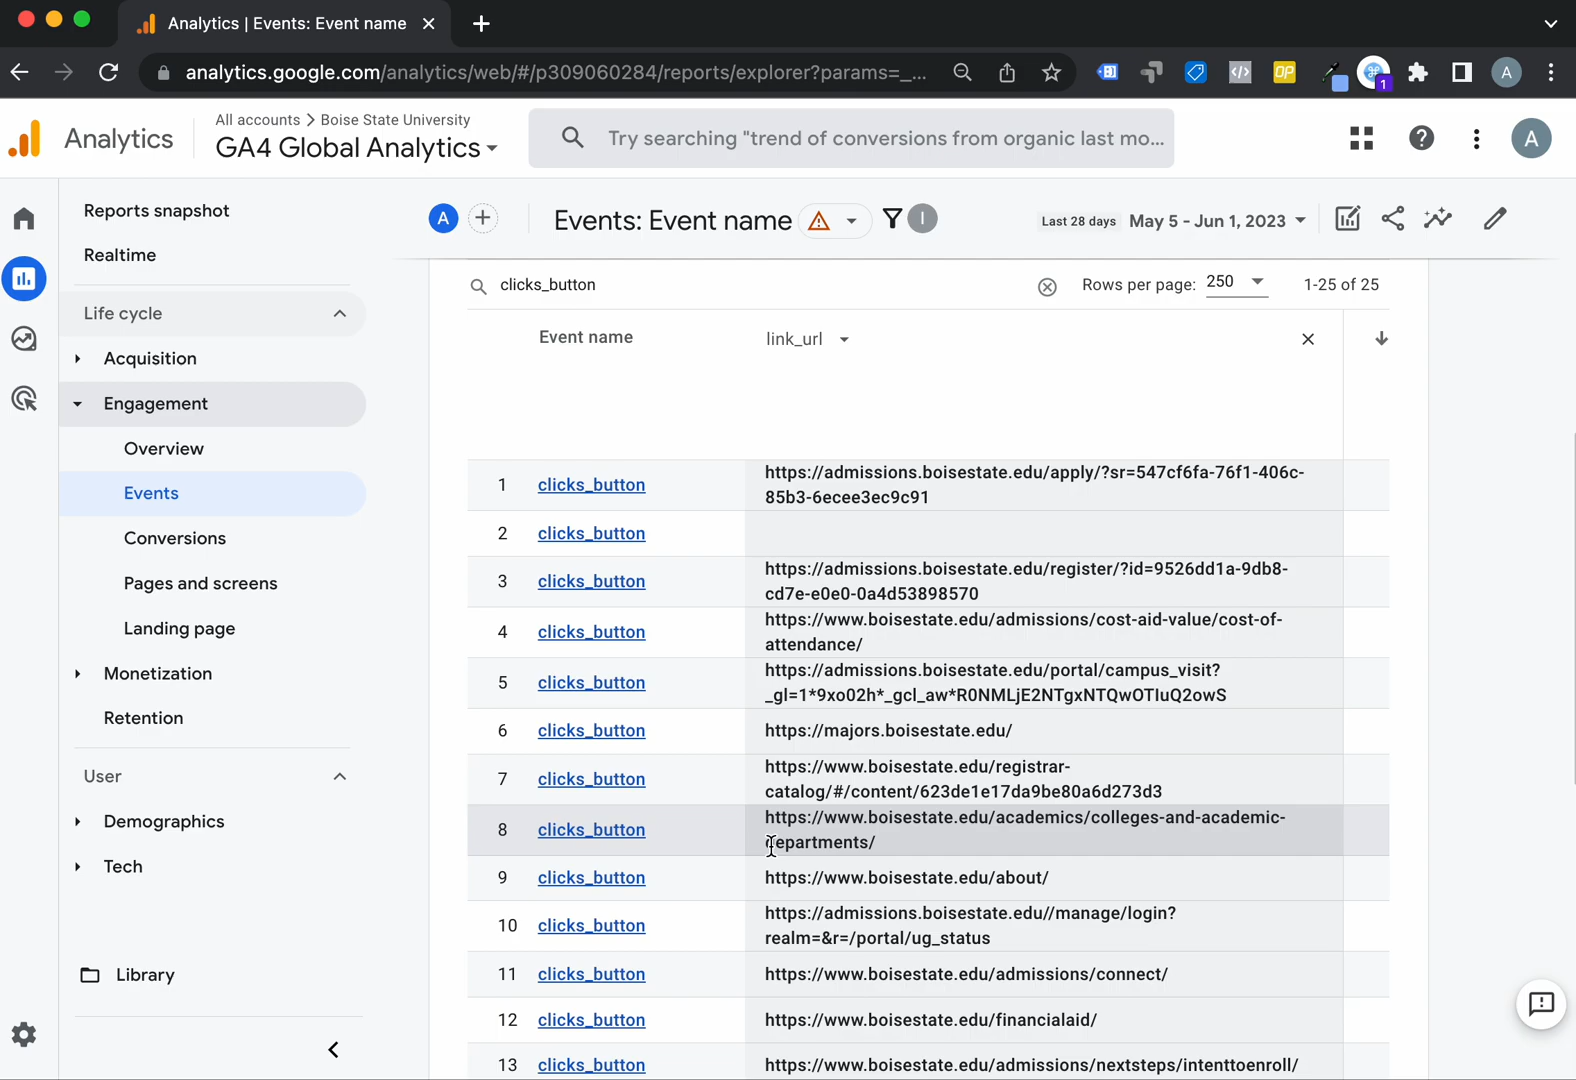 Analytics | Events: Event name
analytics.google.com/analytics/web/#/p309060284/reports/explorer?params=_...
OP
1
A
Analytics
All accounts > Boise State University
GA4 Global Analytics
Try searching "trend of conversions from organic last mo...
A
Reports snapshot
Realtime
Life cycle
Acquisition
Engagement
Overview
Events
Conversions
Pages and screens
Landing page
Monetization
Retention
User
Demographics
Tech
Library
A
Events: Event name
I
Last 28 days May 5 - Jun 1, 2023
clicks_button
Rows per page: 250
1-25 of 25
Event name
link_url
1 clicks_button https://admissions.boisestate.edu/apply/?sr=547cf6fa-76f1-406c-
85b3-6ecee3ec9c91
2 clicks_button
3 clicks_button https://admissions.boisestate.edu/register/?id=9526dd1a-9db8-
cd7e-e0e0-0a4d53898570
4 clicks_button https://www.boisestate.edu/admissions/cost-aid-value/cost-of-
attendance/
5 clicks_button https://admissions.boisestate.edu/portal/campus_visit?
_gl=1*9xo02h*_gcl_aw*R0NMLjE2NTgxNTQwOTIuQ2owS
6 clicks_button https://majors.boisestate.edu/
7 clicks_button https://www.boisestate.edu/registrar-
catalog/#/content/623de1e17da9be80a6d273d3
8 clicks_button https://www.boisestate.edu/academics/colleges-and-academic-
departments/
9 clicks_button https://www.boisestate.edu/about/
10 clicks_button https://admissions.boisestate.edu//manage/login?
realm=&r=/portal/ug_status
11 clicks_button https://www.boisestate.edu/admissions/connect/
12 clicks_button https://www.boisestate.edu/financialaid/
13 clicks_button https://www.boisestate.edu/admissions/nextsteps/intenttoenroll/